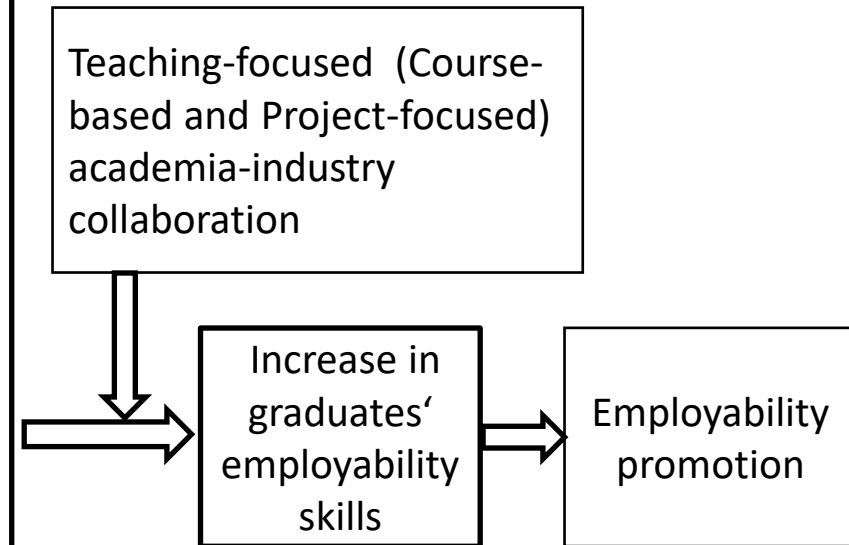 Teaching-focused (Course-
based and Project-focused)
academia-industry
collaboration
Increase in
graduates‘
employability
skills
Employability
promotion